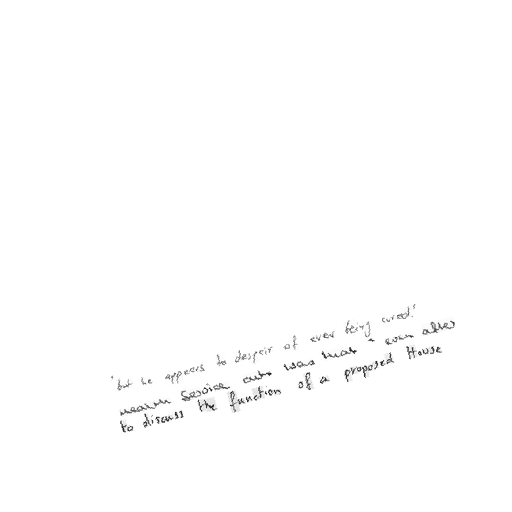 "but he appears to despair of ever being cured."
Service cuts was that a even after
to discuss the function of a proposed House